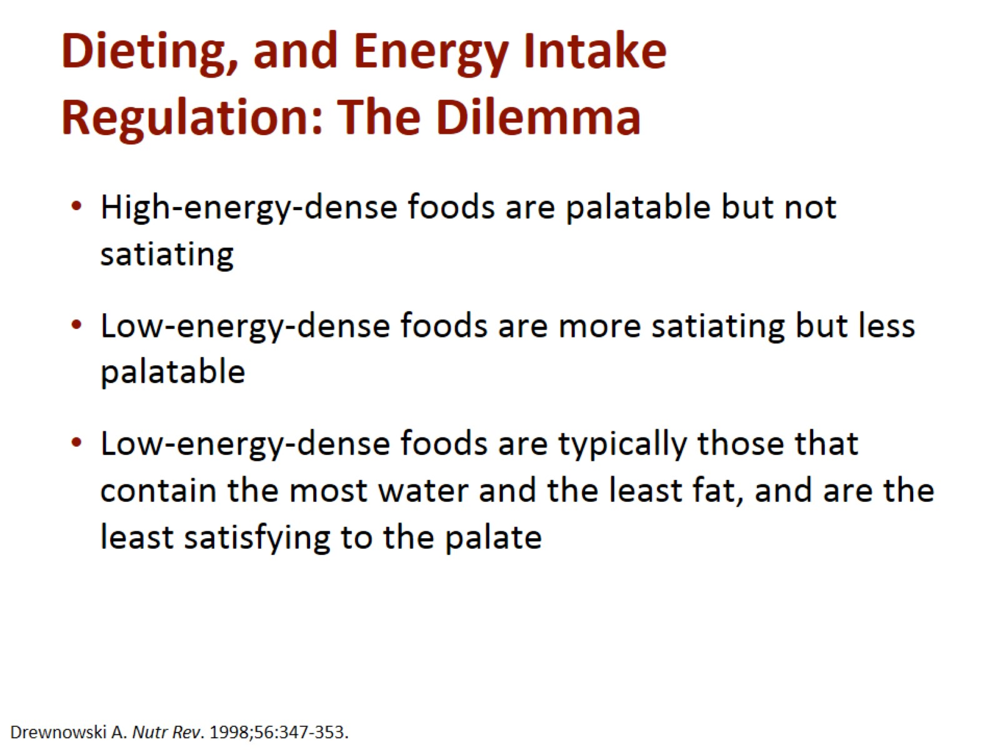 Dieting, and Energy Intake
Regulation: The Dilemma
• High-energy-dense foods are palatable but not
satiating
• Low-energy-dense foods are more satiating but less
palatable
• Low-energy-dense foods are typically those that
contain the most water and the least fat, and are the
least satisfying to the palate
Drewnowski A. Nutr Rev. 1998;56:347-353.